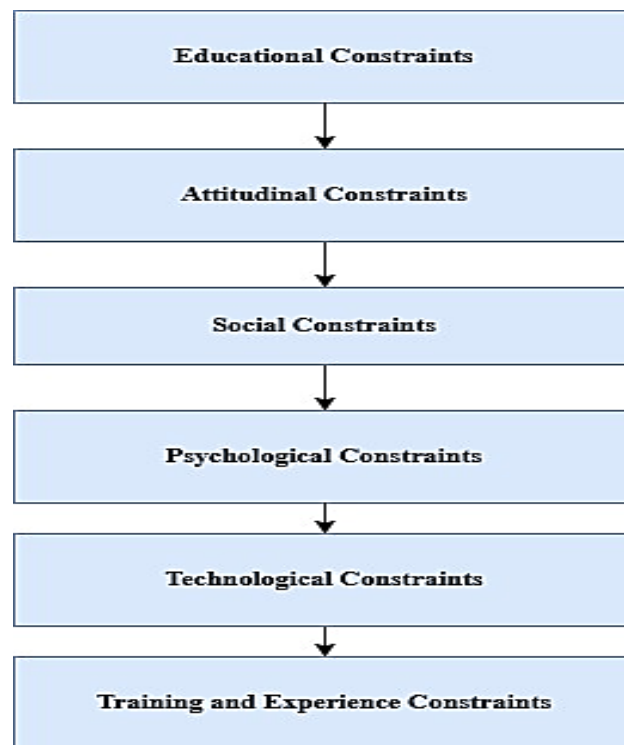 Educational Constraints
Attitudinal Constraints
Social Constraints
Psychological Constraints
Technological Constraints
Training and Experience Constraints